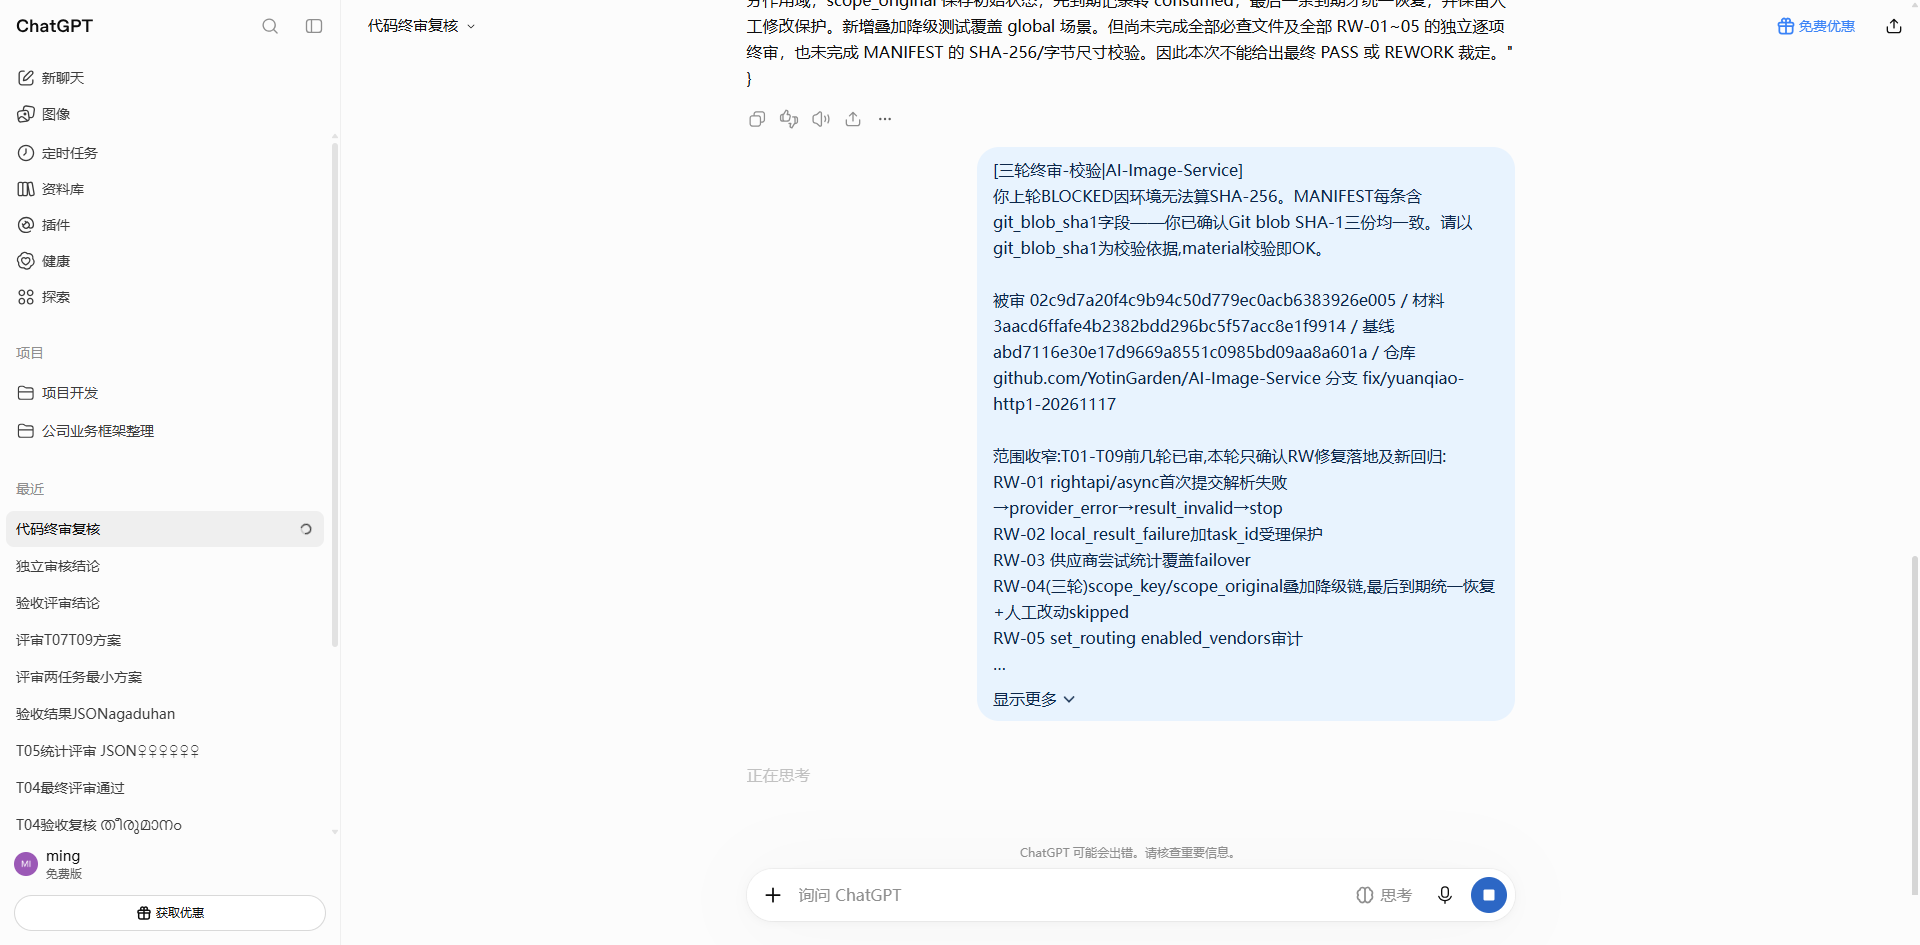 ChatGPT
新聊天
图像
定时任务
资料库
插件
健康
探索
项目
项目开发
公司业务框架整理
最近
代码终审复核
独立审核结论
验收评审结论
评审T07T09方案
评审两任务最小方案
验收结果JSONagaduhan
T05统计评审 JSON♀♀♀♀♀♀
T04最终评审通过
T04验收复核 തീരുമാനം
MI
ming
免费版
获取优惠
代码终审复核
免费优惠
工修改保护。新增叠加降级测试覆盖 global 场景。但尚未完成全部必查文件及全部 RW-01~05 的独立逐项
终审，也未完成 MANIFEST 的 SHA-256/字节尺寸校验。因此本次不能给出最终 PASS 或 REWORK 裁定。"
}
[三轮终审-校验|AI-Image-Service]
你上轮BLOCKED因环境无法算SHA-256。MANIFEST每条含
git_blob_sha1字段——你已确认Git blob SHA-1三份均一致。请以
git_blob_sha1为校验依据,material校验即OK。
被审 02c9d7a20f4c9b94c50d779ec0acb6383926e005 / 材料
3aacd6ffafe4b2382bdd296bc5f57acc8e1f9914 / 基线
abd7116e30e17d9669a8551c0985bd09aa8a601a / 仓库
github.com/YotinGarden/AI-Image-Service 分支 fix/yuanqiao-
http1-20261117
范围收窄:T01-T09前几轮已审,本轮只确认RW修复落地及新回归:
RW-01 rightapi/async首次提交解析失败
→provider_error→result_invalid→stop
RW-02 local_result_failure加task_id受理保护
RW-03 供应商尝试统计覆盖failover
RW-04(三轮)scope_key/scope_original叠加降级链,最后到期统一恢复
+人工改动skipped
RW-05 set_routing enabled_vendors审计
...
显示更多
正在思考
ChatGPT 可能会出错。请核查重要信息。
询问 ChatGPT
思考